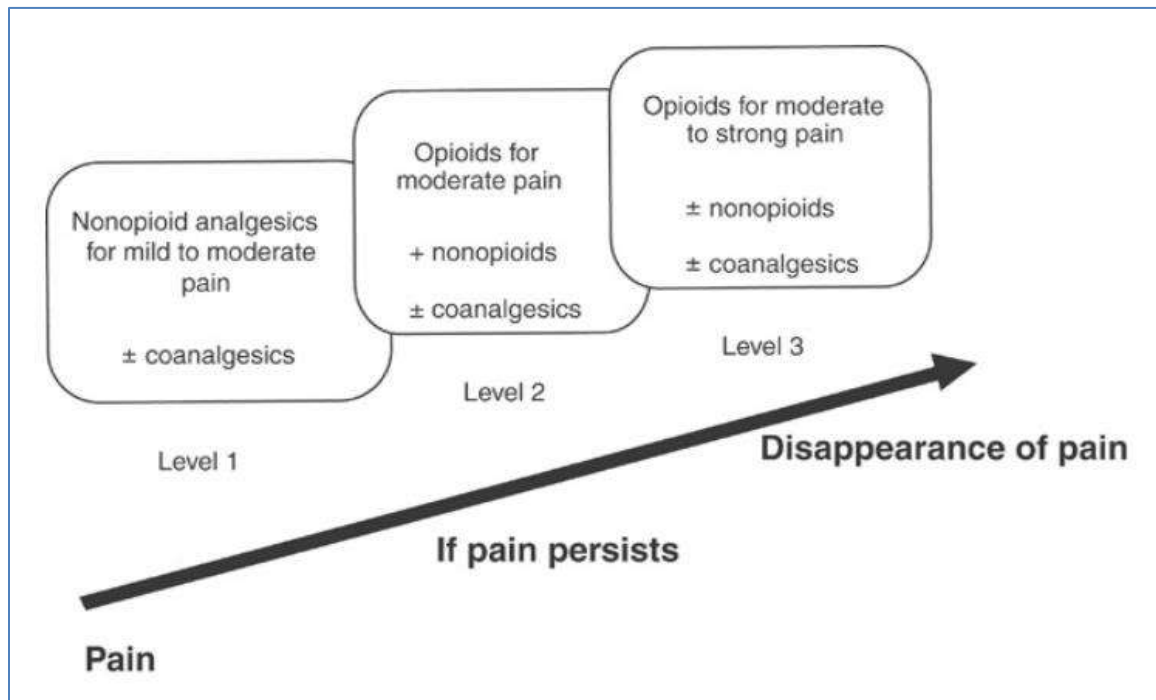 Nonopioid analgesics
for mild to moderate
pain
± coanalgesics
Level 1
Opioids for
moderate pain
+ nonopioids
± coanalgesics
Level 2
Opioids for moderate
to strong pain
± nonopioids
± coanalgesics
Level 3
Pain
If pain persists
Disappearance of pain